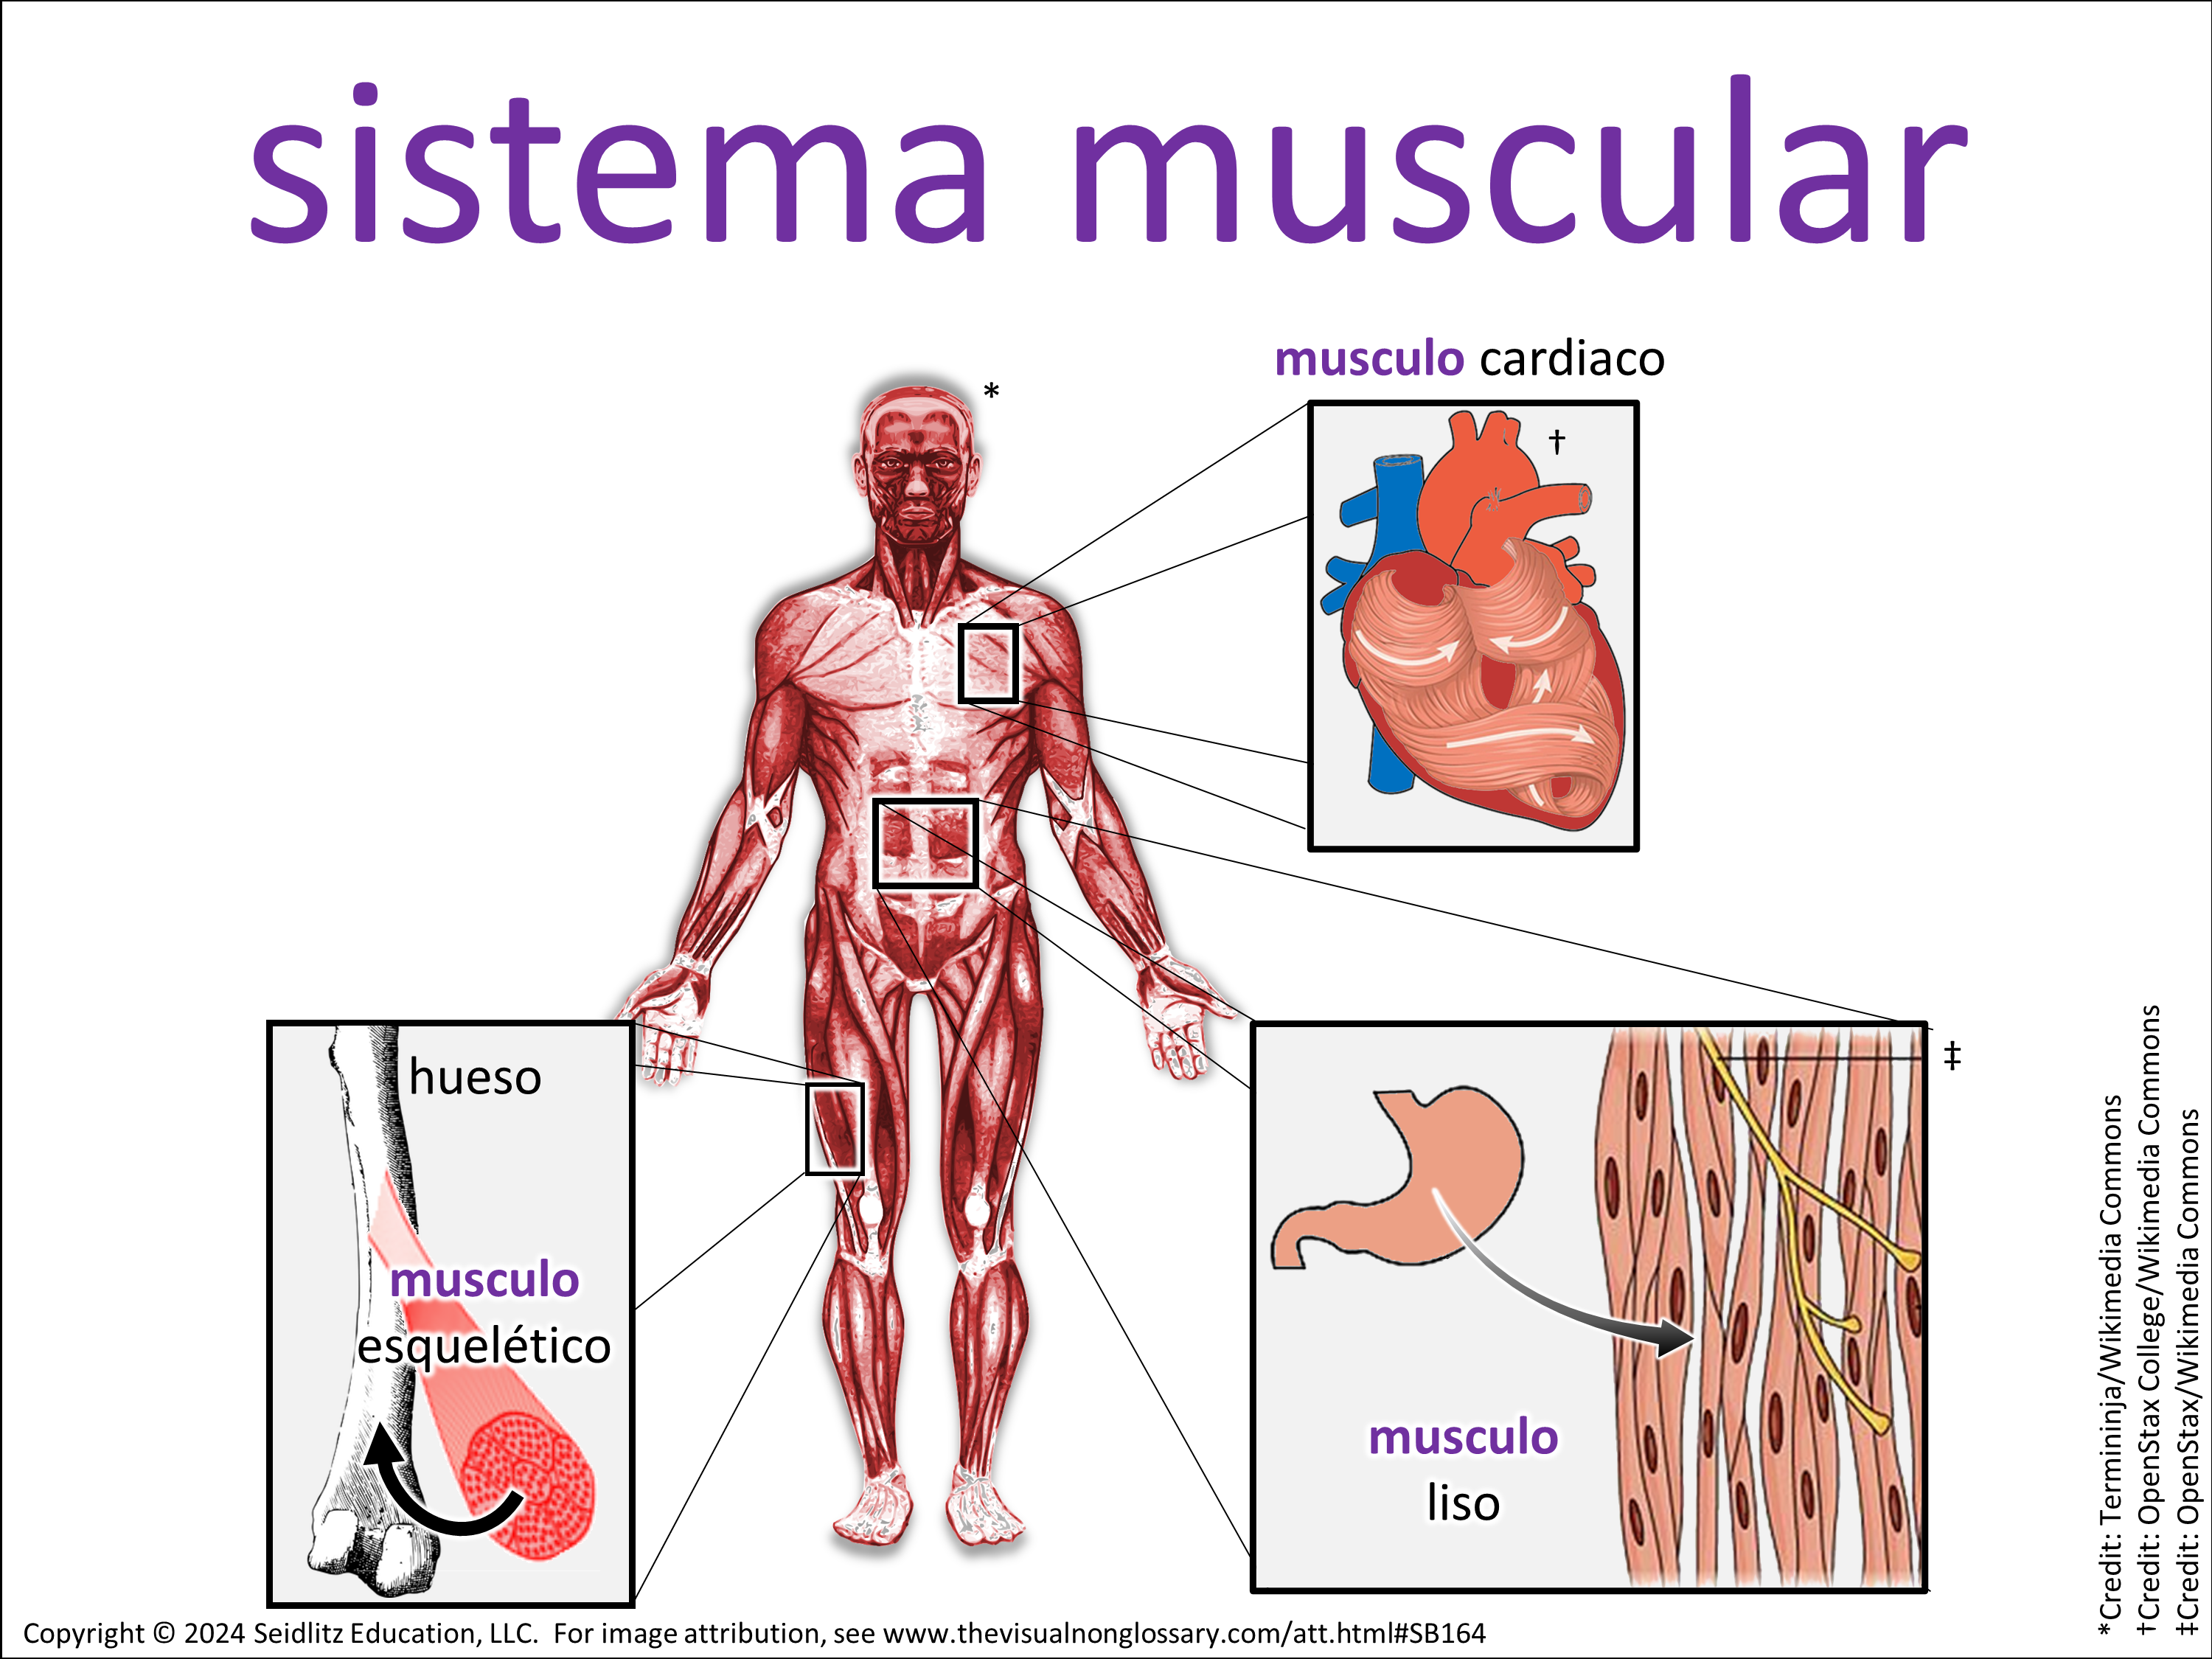 sistema muscular
musculo cardiaco
*
†
hueso
musculo
esquelético
‡
musculo
liso
*Credit: Termininja/Wikimedia Commons
†Credit: OpenStax College/Wikimedia Commons
‡Credit: OpenStax/Wikimedia Commons
Copyright © 2024 Seidlitz Education, LLC.  For image attribution, see www.thevisualnonglossary.com/att.html#SB164